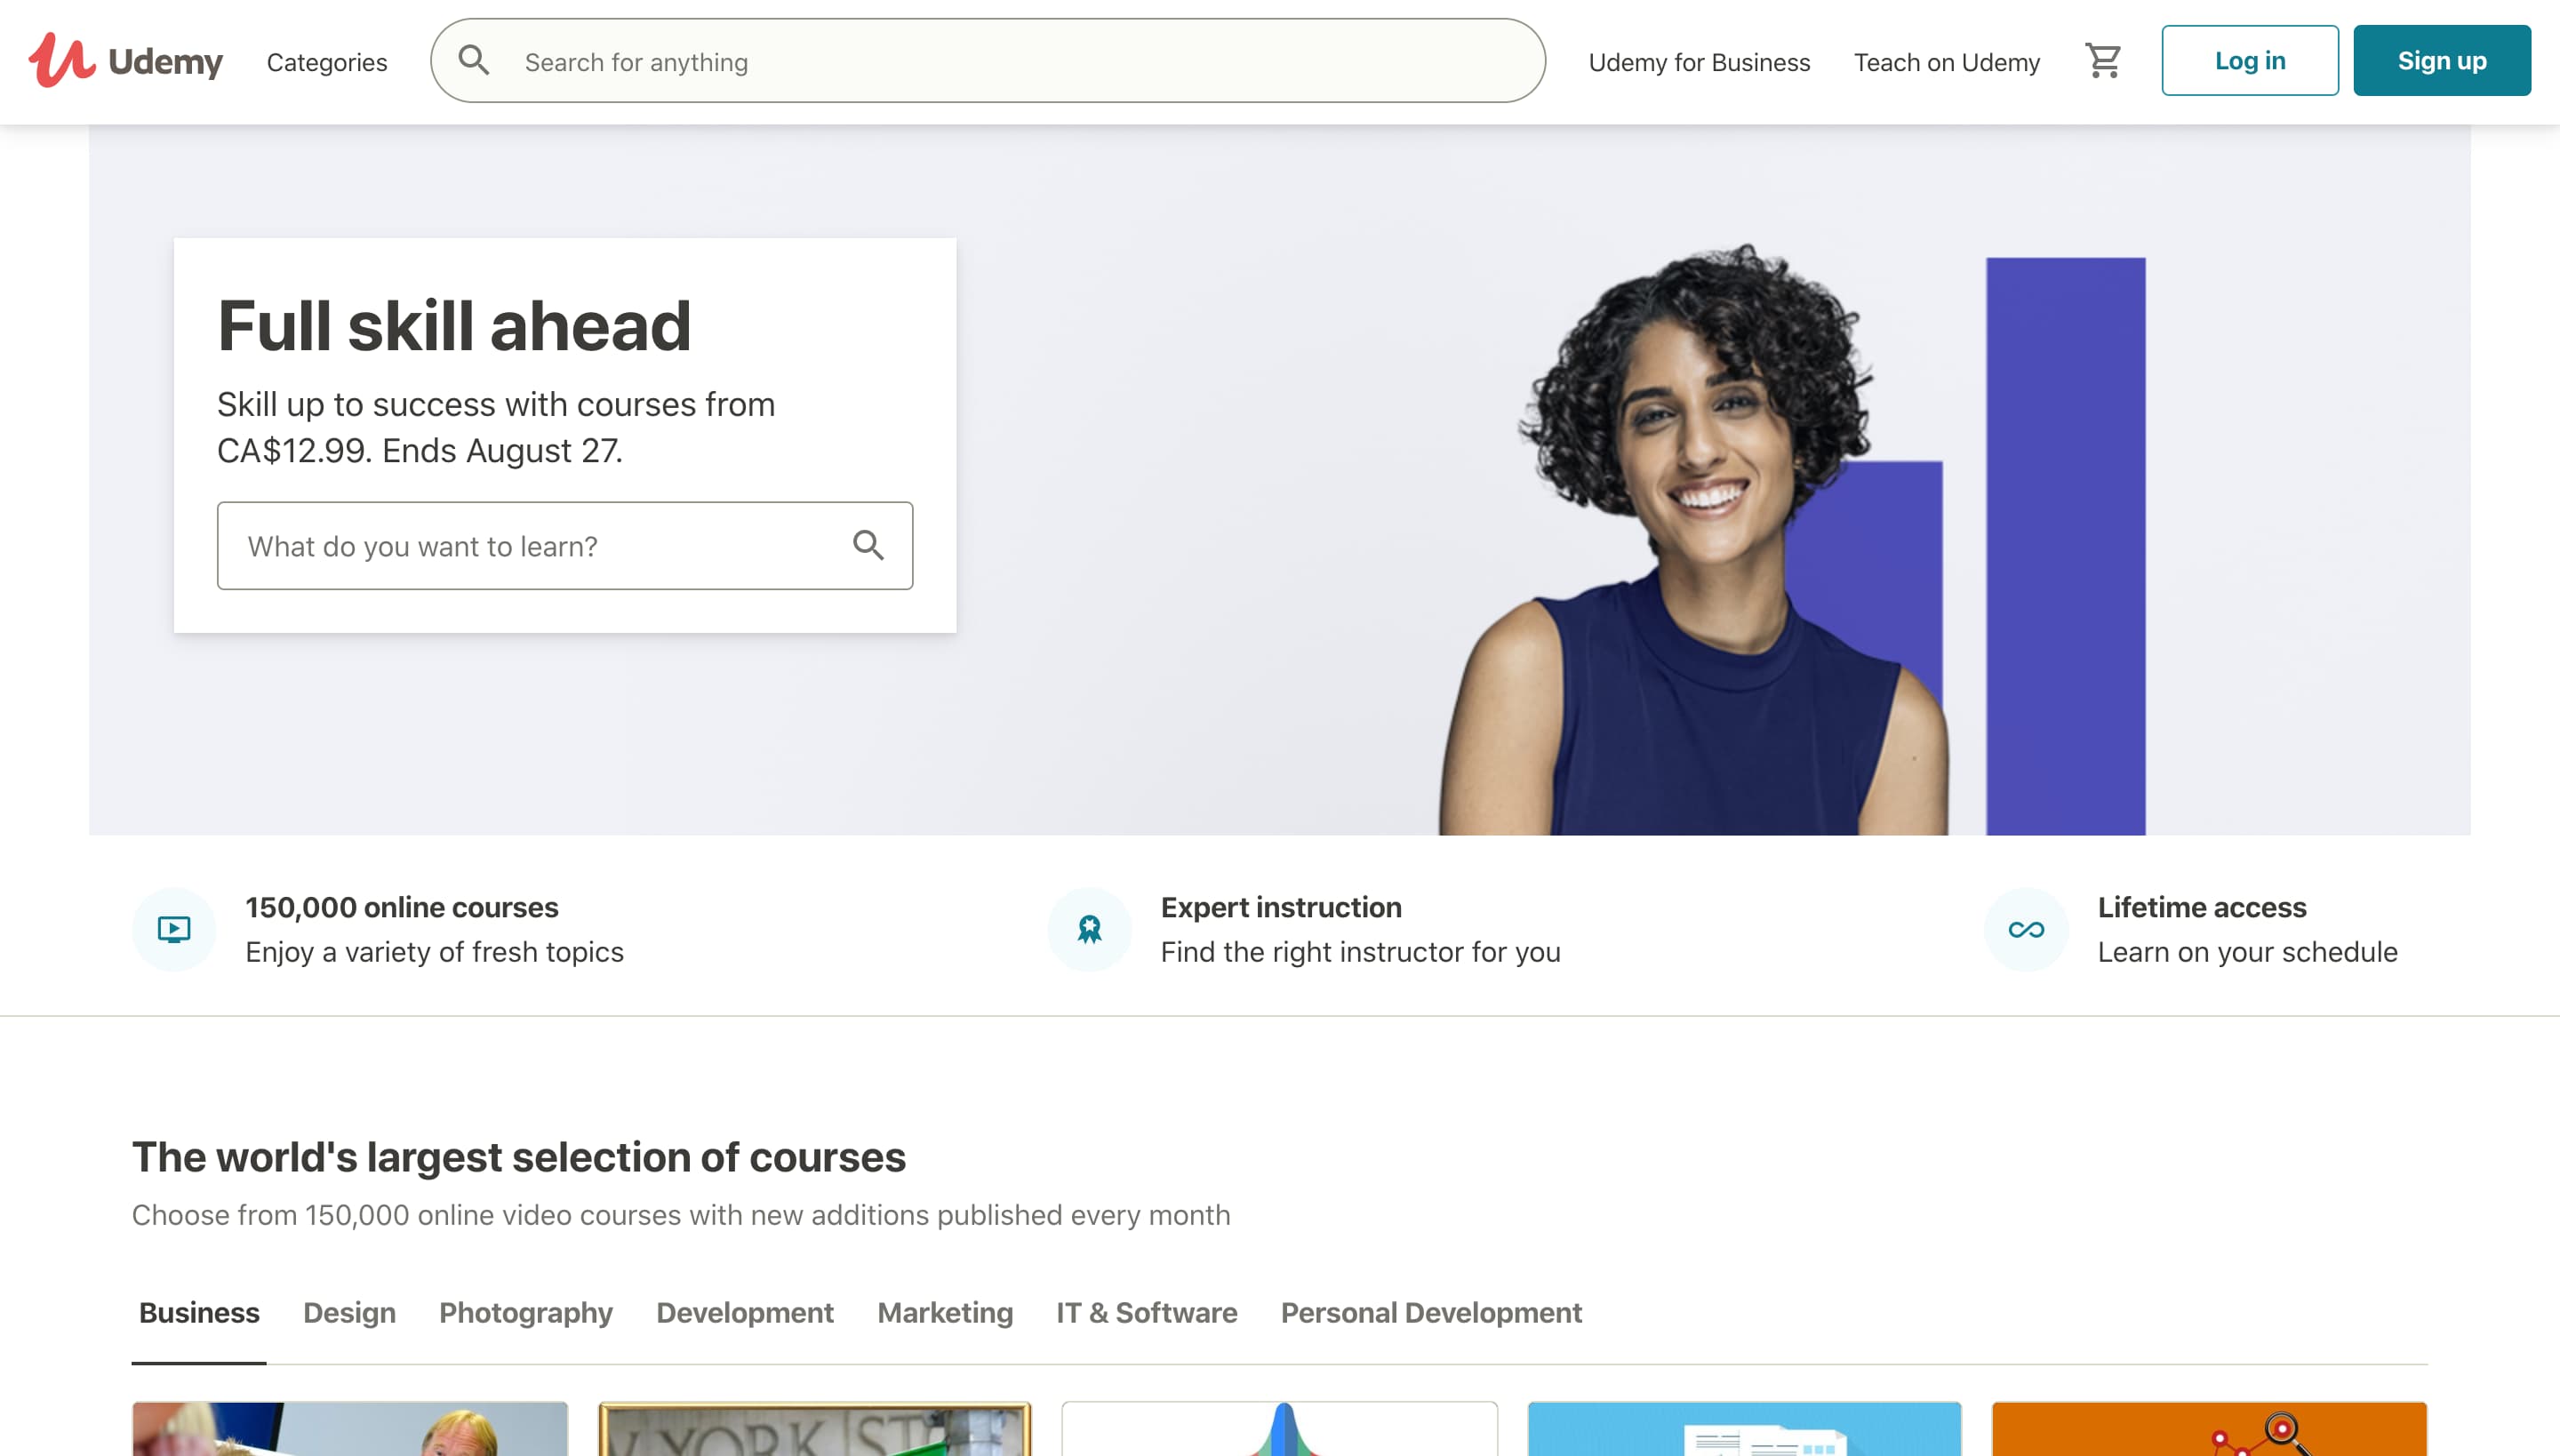 Udemy
Categories
Search for anything
Udemy for Business
Teach on Udemy
Log in
Sign up
Full skill ahead
Skill up to success with courses from
CA$12.99. Ends August 27.
What do you want to learn?
150,000 online courses
Enjoy a variety of fresh topics
Expert instruction
Find the right instructor for you
Lifetime access
Learn on your schedule
The world's largest selection of courses
Choose from 150,000 online video courses with new additions published every month
Business
Design
Photography
Development
Marketing
IT & Software
Personal Development
YORK ST